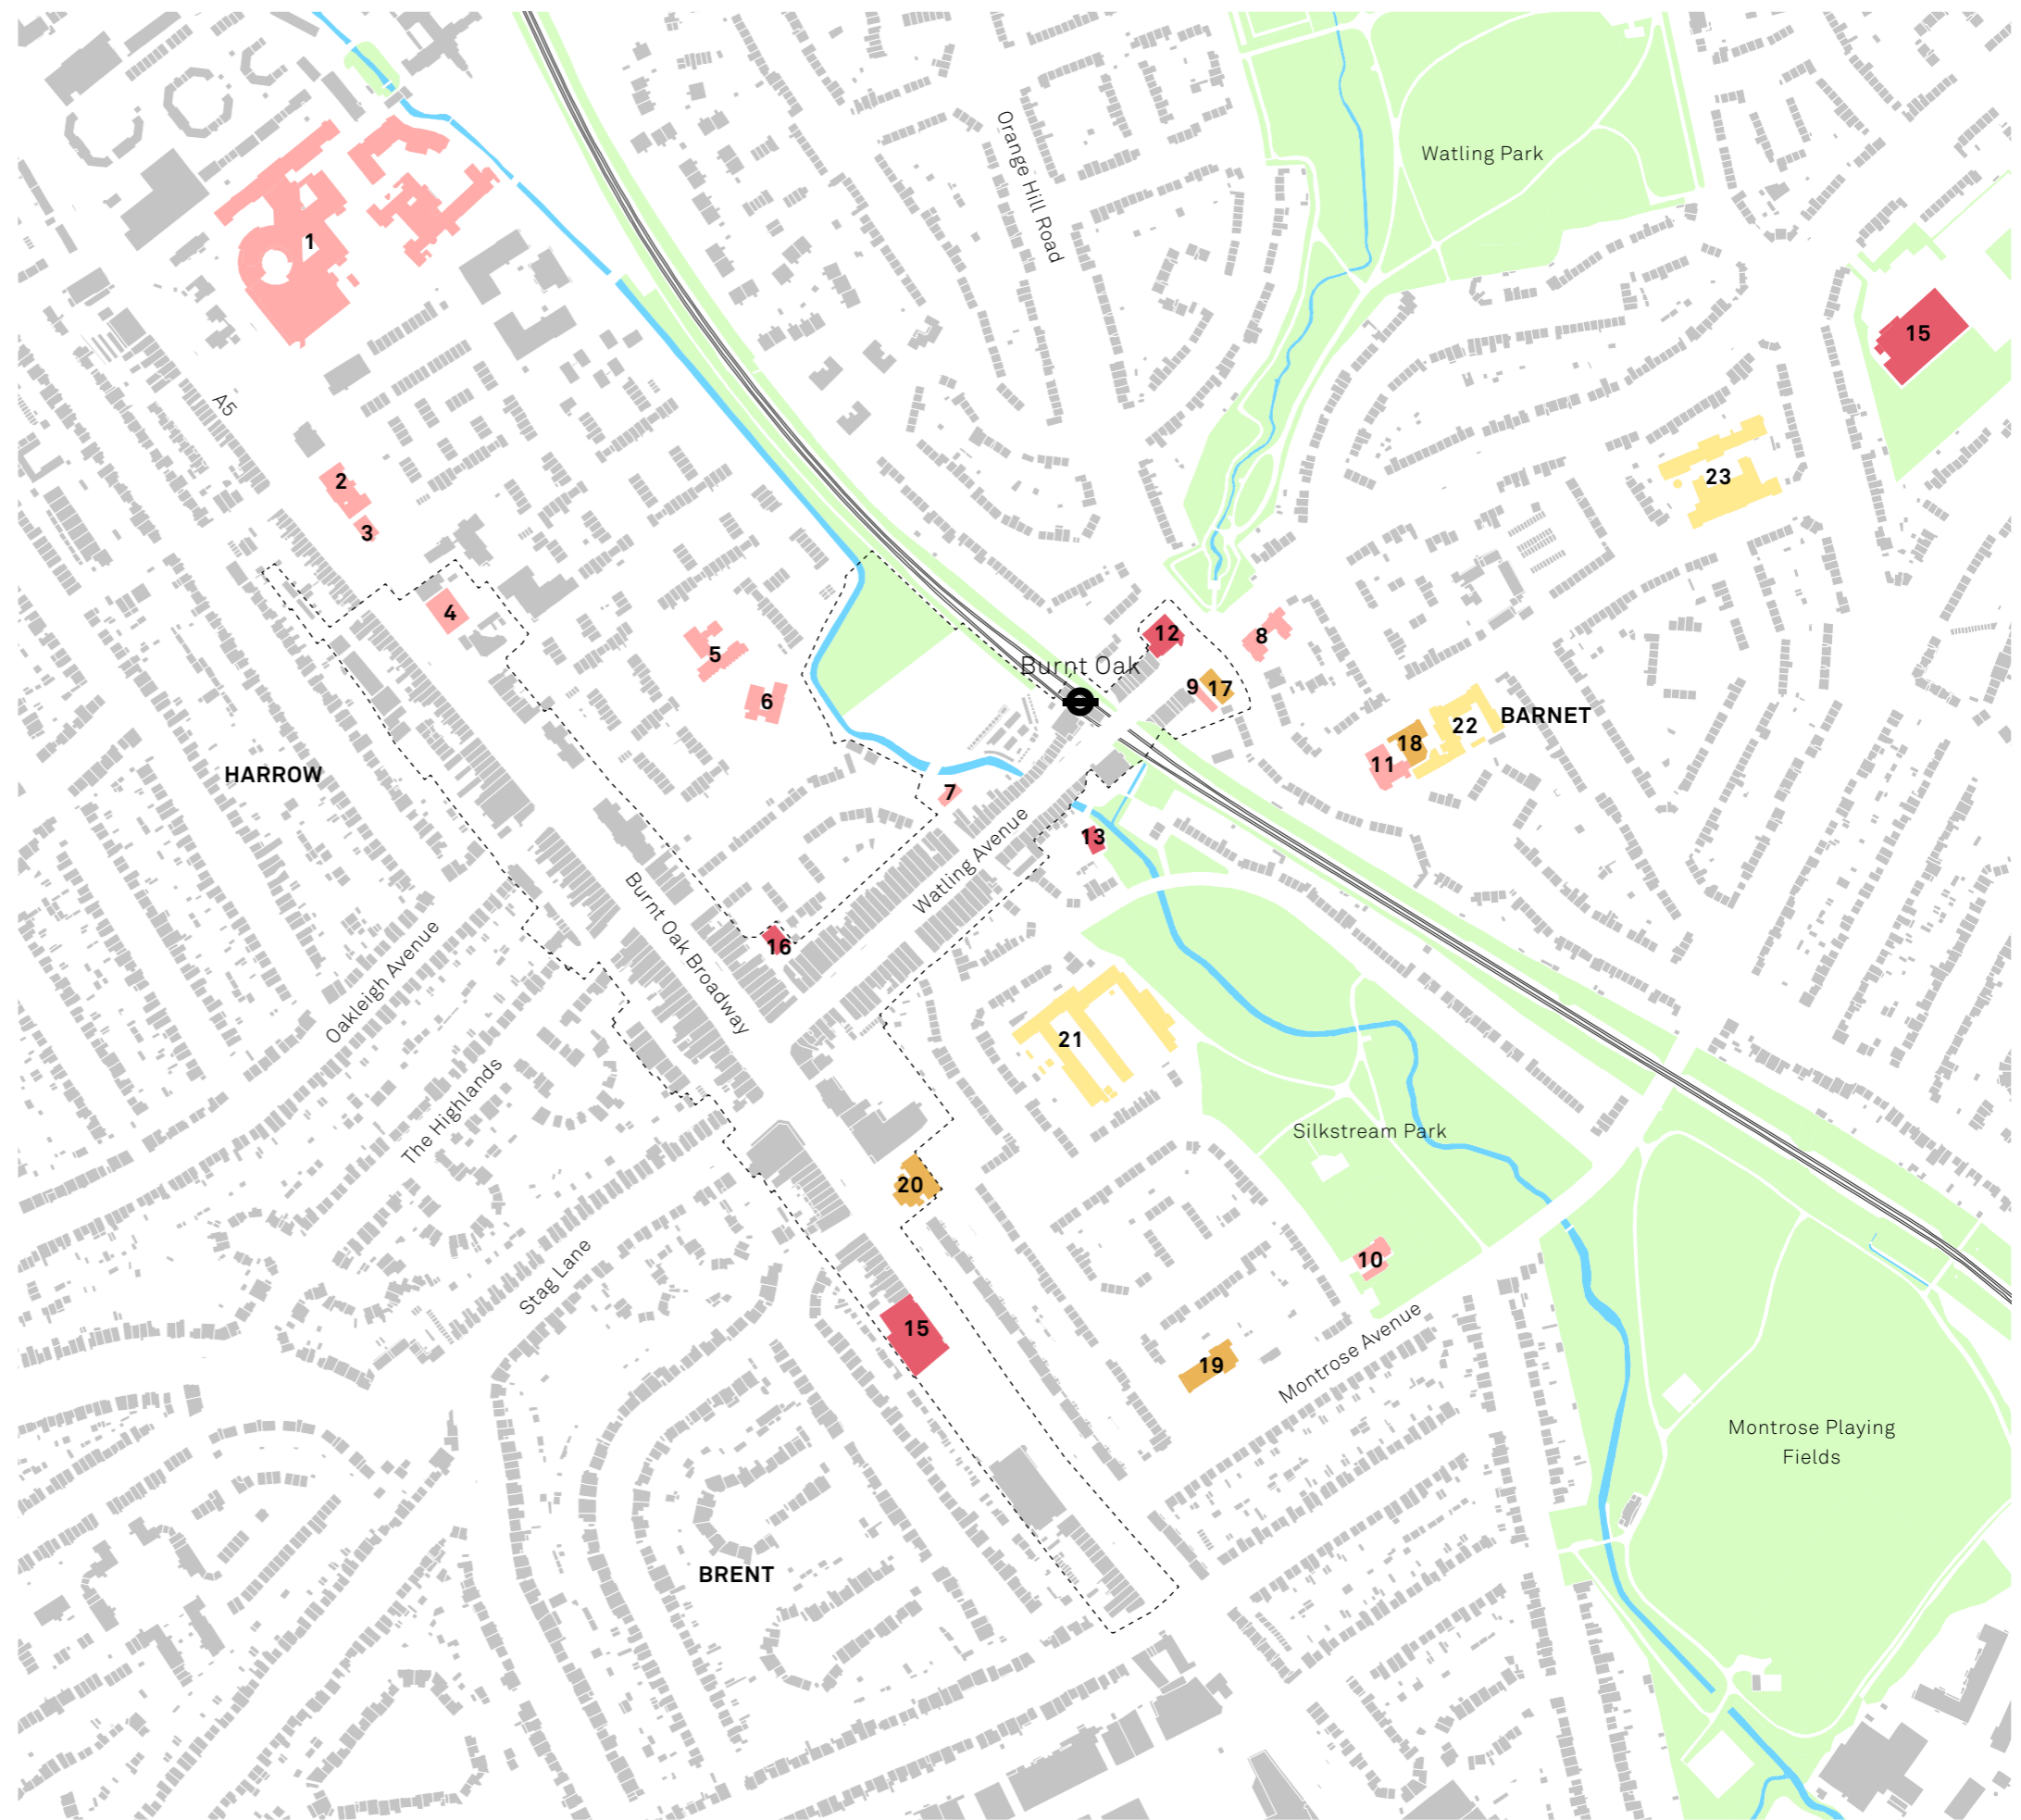 Orange Hill Road
Watling Park
1
15
A5
2
23
3
4
12
8
5
Burnt Oak
9
17
6
BARNET
22
18
11
HARROW
7
13
Watling Avenue
Burnt Oak Broadway
16
Oakleigh Avenue
21
The Highlands
Silkstream Park
20
10
Stag Lane
15
19
Montrose Avenue
Montrose Playing
Fields
BRENT